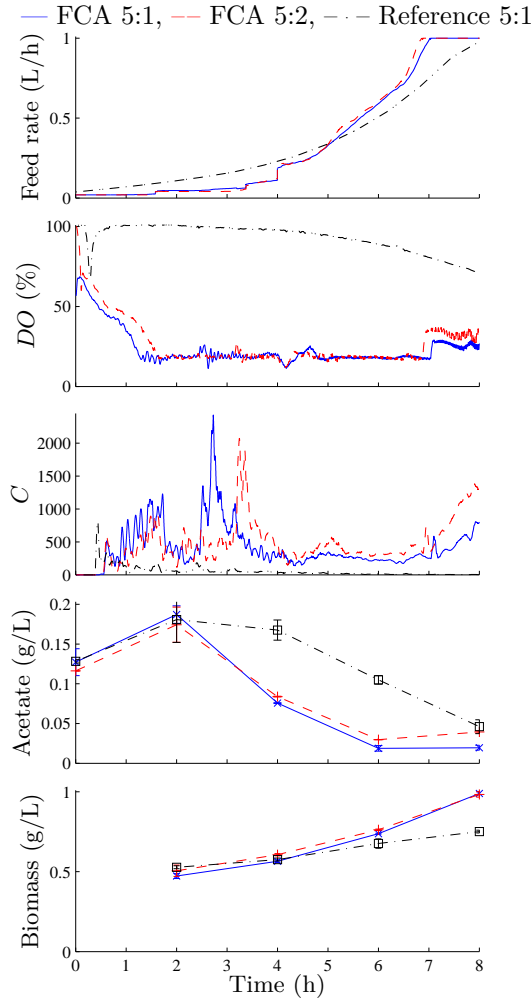 FCA 5:1, FCA 5:2, Reference 5:1
Feed rate (L/h)
1
0.5
0
DO (%)
100
50
0
C
2000
1500
1000
500
0
Acetate (g/L)
0.2
0.15
0.1
0.05
0
Biomass (g/L)
1
0.5
0
0 1 2 3 4 5 6 7 8
Time (h)